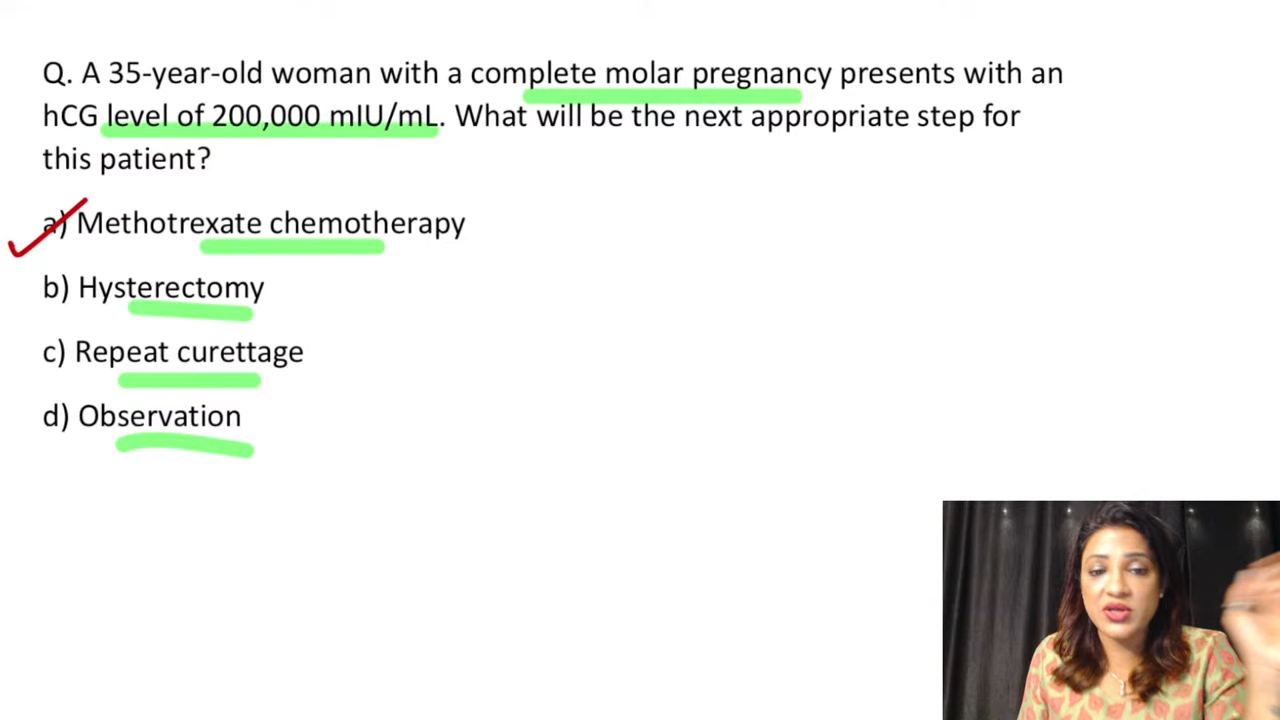 Q. A 35-year-old woman with a complete molar pregnancy presents with an
hCG level of 200,000 mIU/mL. What will be the next appropriate step for
this patient?
a) Methotrexate chemotherapy
b) Hysterectomy
c) Repeat curettage
d) Observation